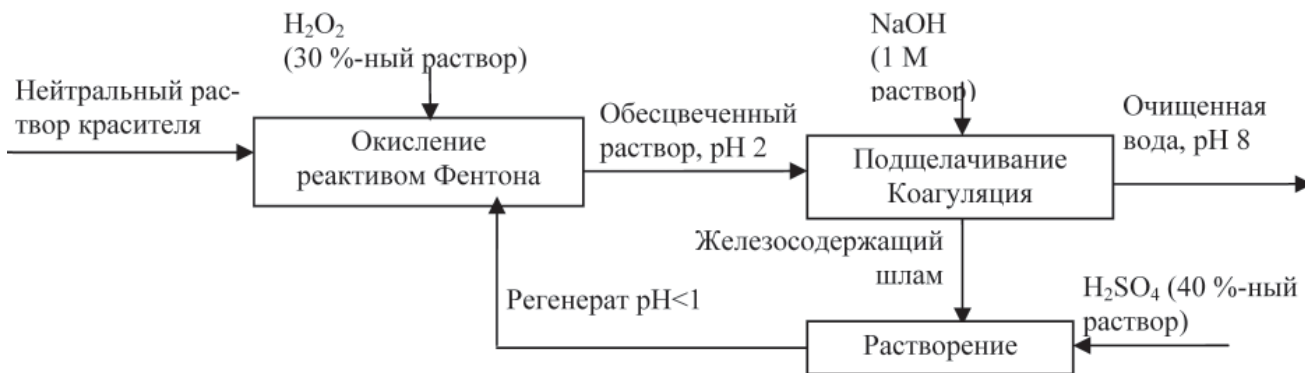 H₂O₂
(30 %-ный раствор)
NaOH
(1 М
раствор)
Нейтральный рас-
твор красителя
Окисление
реактивом Фентона
Обесцвеченный
раствор, pH 2
Подщелачивание
Коагуляция
Очищенная
вода, pH 8
Железосодержащий
шлам
Регенерат pH<1
H₂SO₄ (40 %-ный
раствор)
Растворение